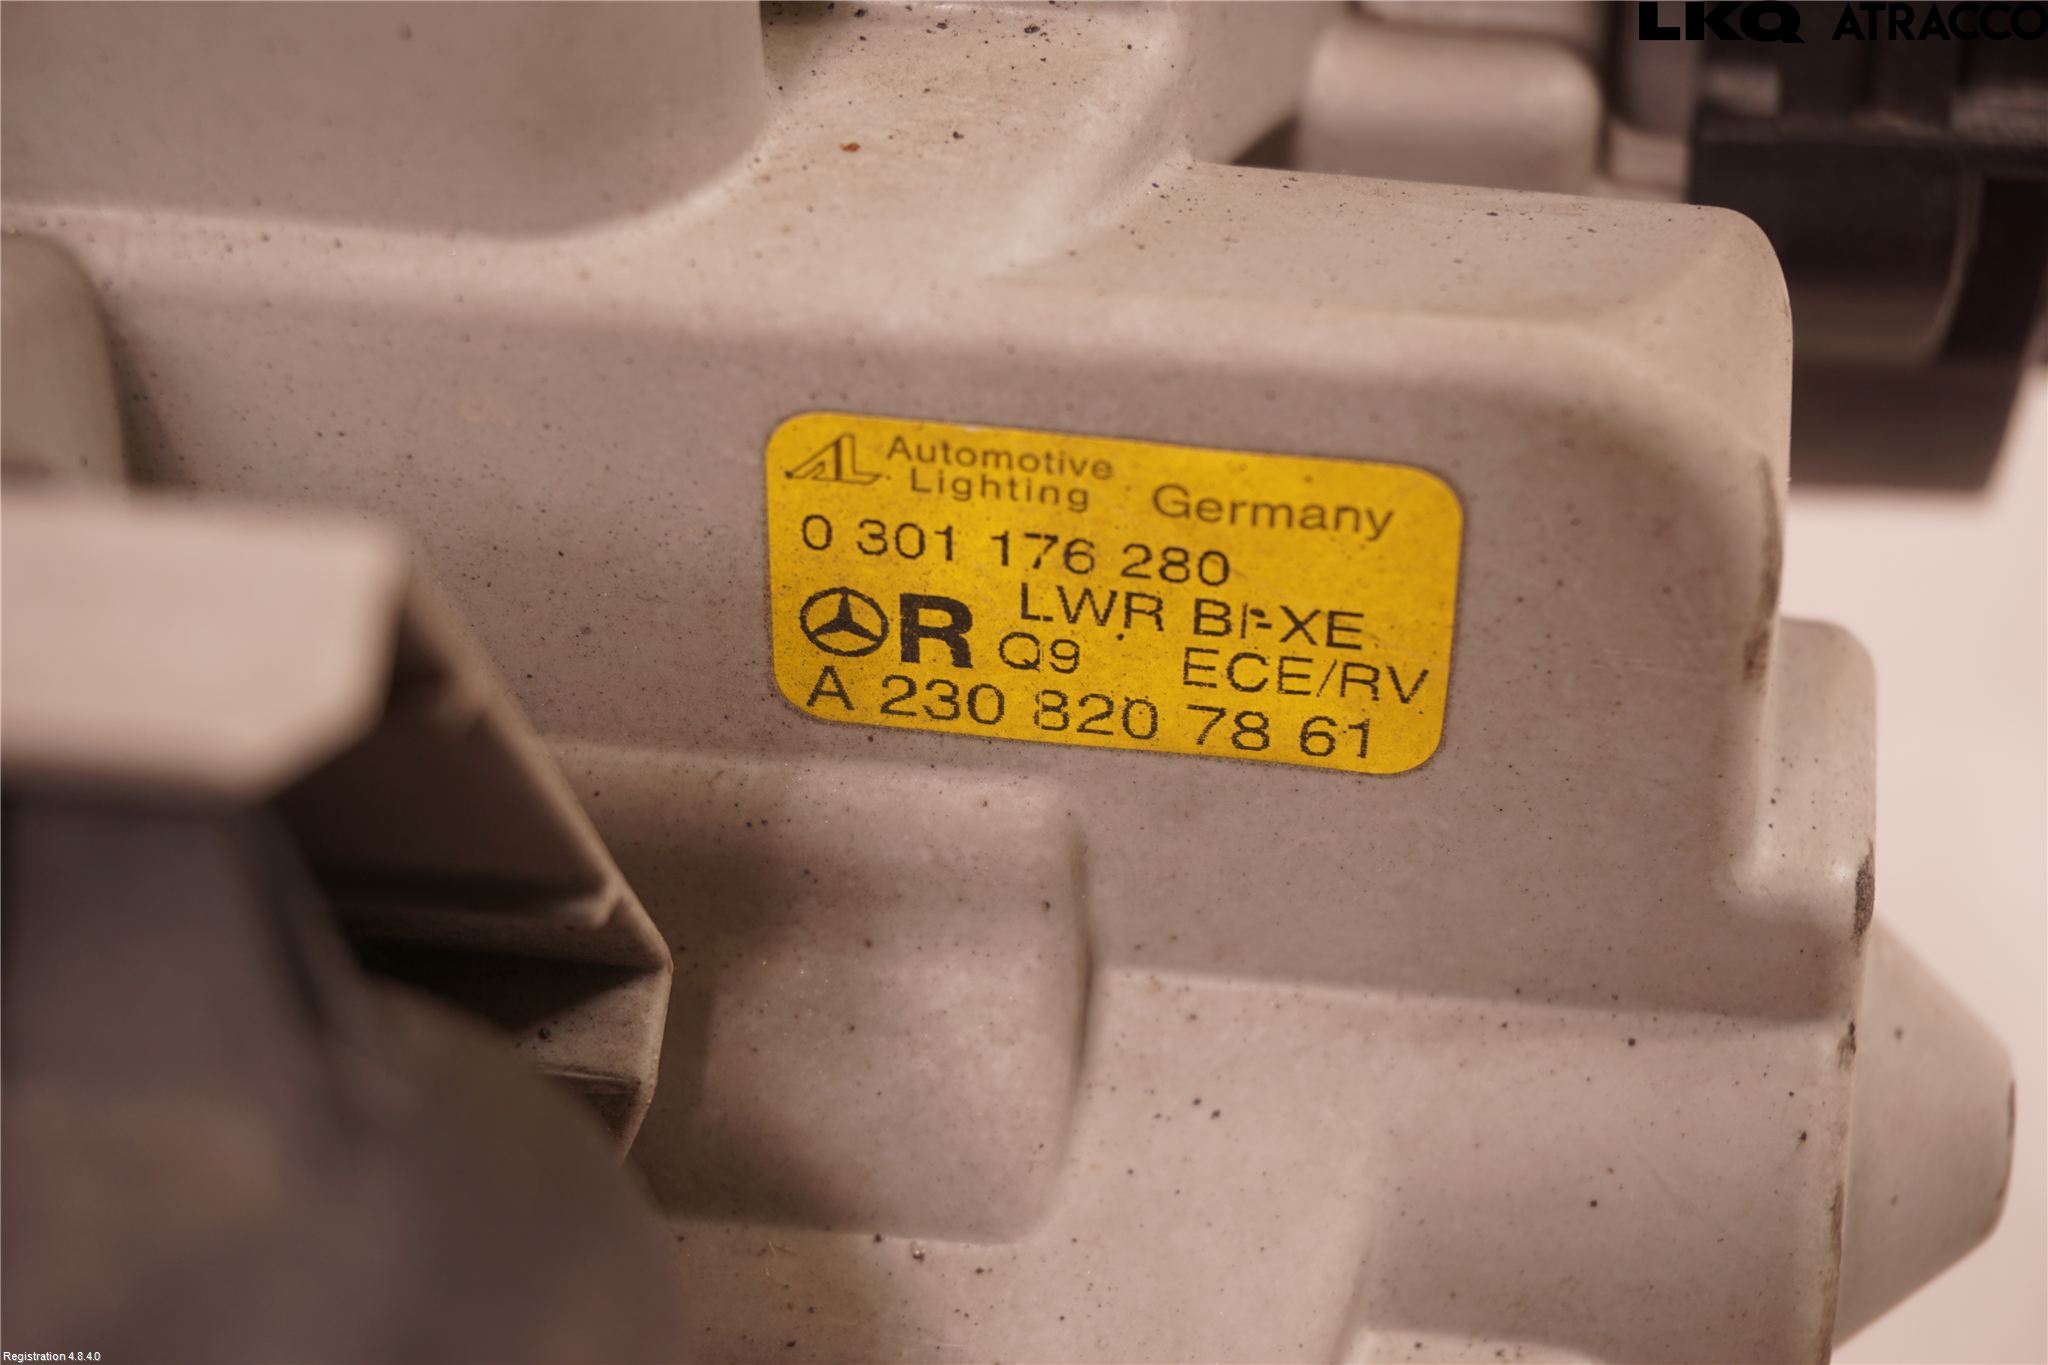 LKQ ATRACCO
AL Automotive
Lighting Germany
0 301 176 280
LWR BI-XE
R Q9 ECE/RV
A 230 820 78 61
Registration 4.8.4.0